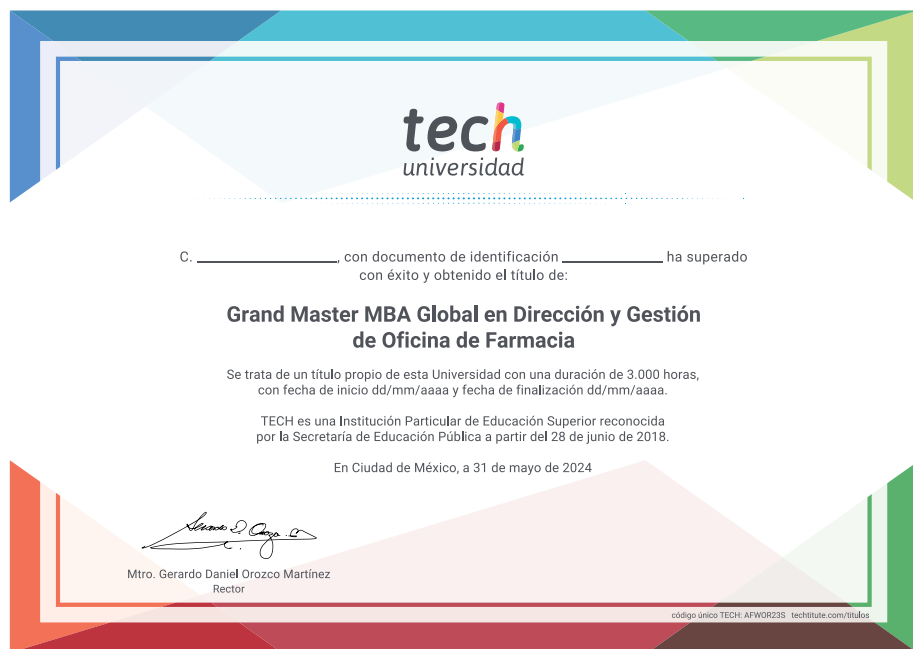 tech
universidad
C. ____________, con documento de identificación ____________ ha superado
con éxito y obtenido el título de:
Grand Master MBA Global en Dirección y Gestión
de Oficina de Farmacia
Se trata de un título propio de esta Universidad con una duración de 3.000 horas,
con fecha de inicio dd/mm/aaaa y fecha de finalización dd/mm/aaaa.
TECH es una Institución Particular de Educación Superior reconocida
por la Secretaría de Educación Pública a partir del 28 de junio de 2018.
En Ciudad de México, a 31 de mayo de 2024
Mtro. Gerardo Daniel Orozco Martínez
Rector
código único TECH: AFWOR23S techtitute.com/titulos